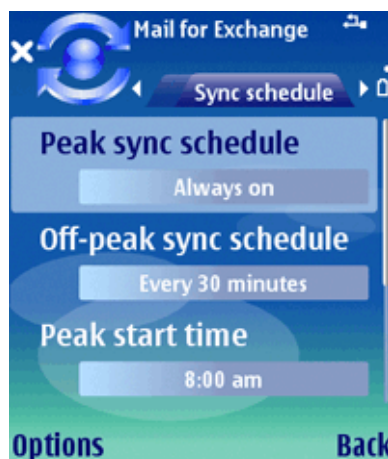 Mail for Exchange
Sync schedule
Peak sync schedule
Always on
Off-peak sync schedule
Every 30 minutes
Peak start time
8:00 am
Options Back